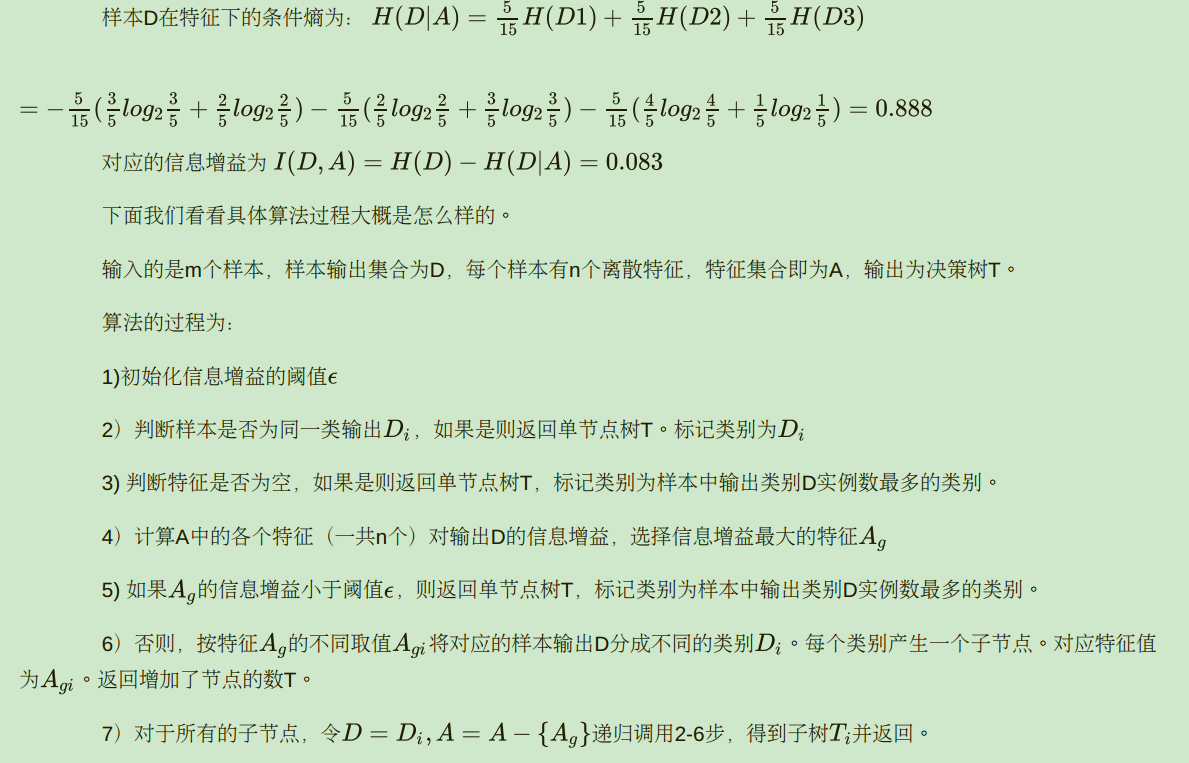 样本D在特征下的条件熵为： $H(D|A) = \frac{5}{15}H(D1) + \frac{5}{15}H(D2) + \frac{5}{15}H(D3)$
$= -\frac{5}{15}(\frac{3}{5}log_2\frac{3}{5} + \frac{2}{5}log_2\frac{2}{5}) - \frac{5}{15}(\frac{2}{5}log_2\frac{2}{5} + \frac{3}{5}log_2\frac{3}{5}) - \frac{5}{15}(\frac{4}{5}log_2\frac{4}{5} + \frac{1}{5}log_2\frac{1}{5}) = 0.888$
对应的信息增益为 $I(D, A) = H(D) - H(D|A) = 0.083$
下面我们看看具体算法过程大概是怎么样的。
输入的是m个样本，样本输出集合为D，每个样本有n个离散特征，特征集合即为A，输出为决策树T。
算法的过程为：
1)初始化信息增益的阈值$\epsilon$
2）判断样本是否为同一类输出$D_i$，如果是则返回单节点树T。标记类别为$D_i$
3) 判断特征是否为空，如果是则返回单节点树T，标记类别为样本中输出类别D实例数最多的类别。
4）计算A中的各个特征（一共n个）对输出D的信息增益，选择信息增益最大的特征$A_g$
5) 如果$A_g$的信息增益小于阈值$\epsilon$，则返回单节点树T，标记类别为样本中输出类别D实例数最多的类别。
6）否则，按特征$A_g$的不同取值$A_{gi}$将对应的样本输出D分成不同的类别$D_i$。每个类别产生一个子节点。对应特征值
为$A_{gi}$。返回增加了节点的数T。
7）对于所有的子节点，令$D = D_i, A = A - \{A_g\}$递归调用2-6步，得到子树$T_i$并返回。